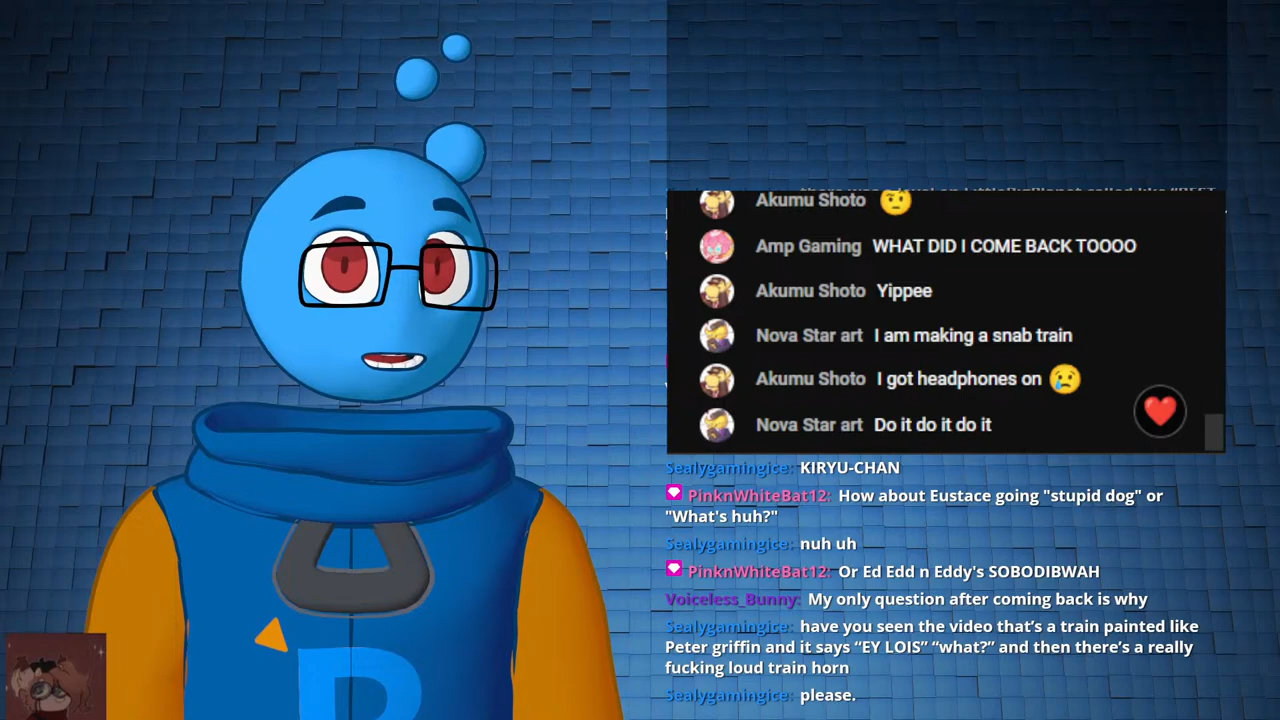 Akumu Shoto 🤨
Amp Gaming WHAT DID I COME BACK TOOOO
Akumu Shoto Yippee
Nova Star art I am making a snab train
Akumu Shoto I got headphones on 😢
Nova Star art Do it do it do it
Sealygamingice: KIRYU-CHAN
PinknWhiteBat12: How about Eustace going "stupid dog" or
"What's huh?"
Sealygamingice: nuh uh
PinknWhiteBat12: Or Ed Edd n Eddy's SOBODIBWAH
Voiceless_Bunny: My only question after coming back is why
Sealygamingice: have you seen the video that's a train painted like
Peter griffin and it says “EY LOIS” “what?” and then there's a really
fucking loud train horn
Sealygamingice: please.